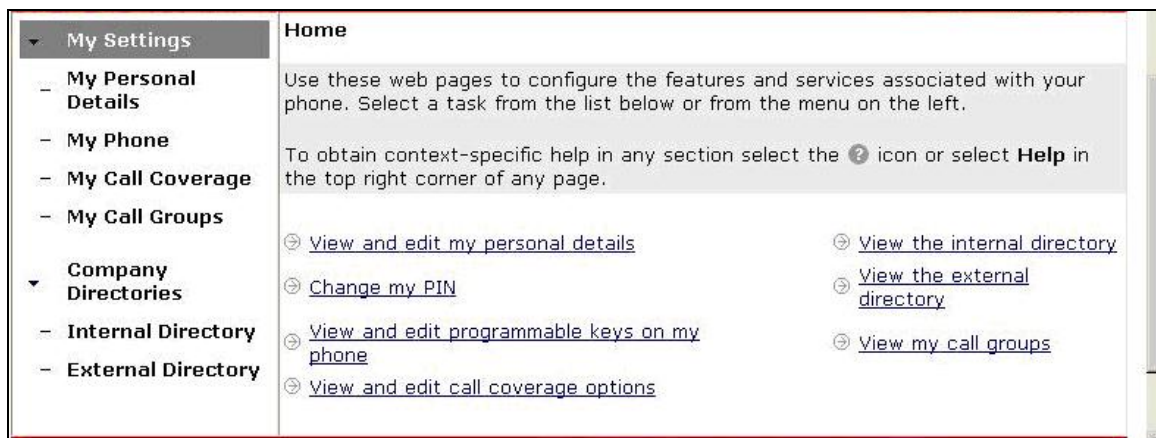 My Settings
My Personal
Details
– My Phone
– My Call Coverage
– My Call Groups
Company
Directories
– Internal Directory
– External Directory
Home
Use these web pages to configure the features and services associated with your
phone. Select a task from the list below or from the menu on the left.
To obtain context-specific help in any section select the ? icon or select Help in
the top right corner of any page.
View and edit my personal details
Change my PIN
View and edit programmable keys on my
phone
View and edit call coverage options
View the internal directory
View the external
directory
View my call groups